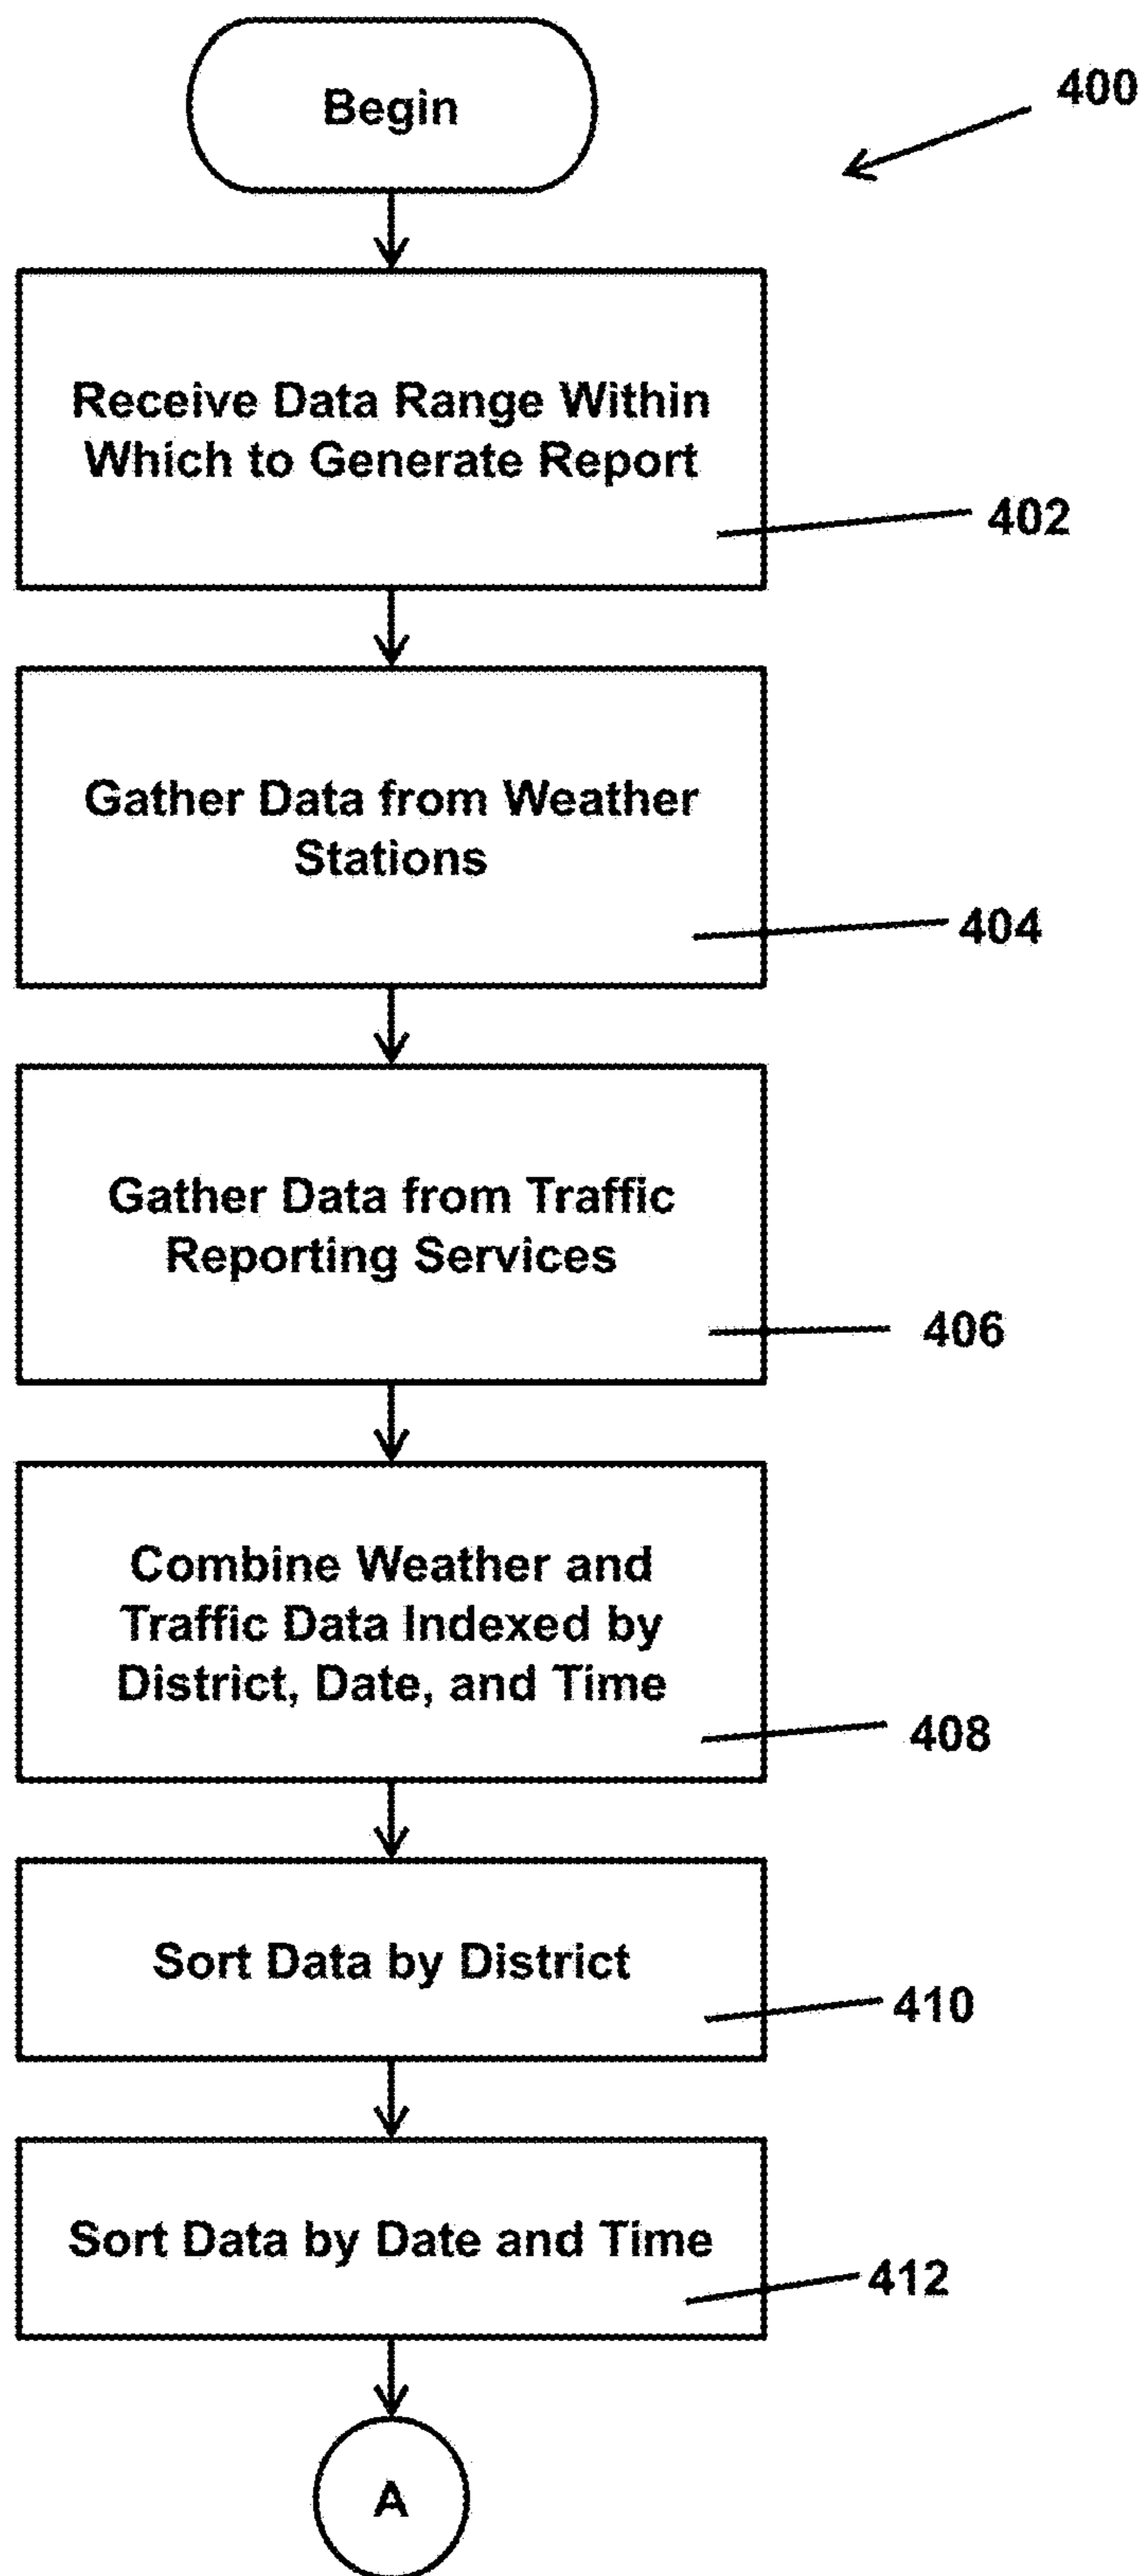 Begin
400
Receive Data Range Within
Which to Generate Report
402
Gather Data from Weather
Stations
404
Gather Data from Traffic
Reporting Services
406
Combine Weather and
Traffic Data Indexed by
District, Date, and Time
408
Sort Data by District
410
Sort Data by Date and Time
412
A